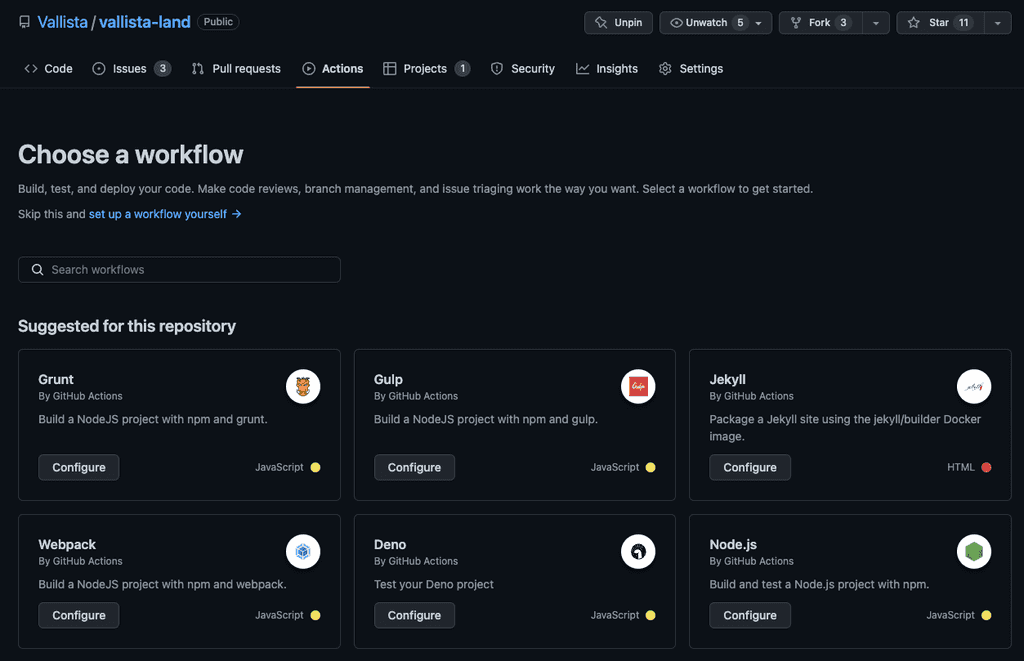 Vallista / vallista-land Public
Unpin
Unwatch 5
Fork 3
Star 11
Code
Issues 3
Pull requests
Actions
Projects 1
Security
Insights
Settings
Choose a workflow
Build, test, and deploy your code. Make code reviews, branch management, and issue triaging work the way you want. Select a workflow to get started.
Skip this and set up a workflow yourself →
Search workflows
Suggested for this repository
Grunt
By GitHub Actions
Build a NodeJS project with npm and grunt.
Configure
JavaScript
Gulp
By GitHub Actions
Build a NodeJS project with npm and gulp.
Configure
JavaScript
Gulp
Jekyll
By GitHub Actions
Package a Jekyll site using the jekyll/builder Docker
image.
Configure
HTML
Jekyll
Webpack
By GitHub Actions
Build a NodeJS project with npm and webpack.
Configure
JavaScript
Deno
By GitHub Actions
Test your Deno project
Configure
JavaScript
Node.js
By GitHub Actions
Build and test a Node.js project with npm.
Configure
JavaScript